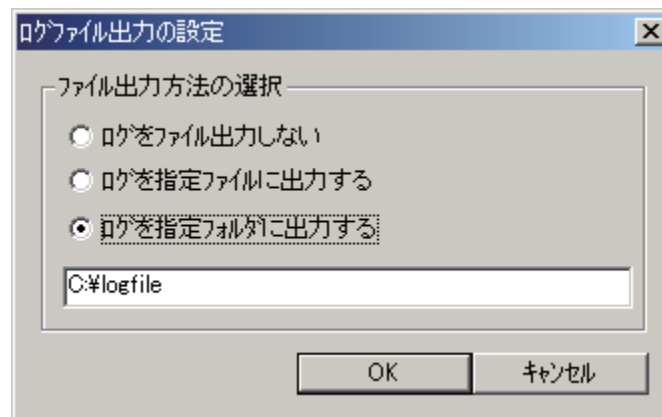 ﾛｸﾞﾌｧｲﾙ出力の設定
ﾌｧｲﾙ出力方法の選択
ﾛｸﾞをﾌｧｲﾙ出力しない
ﾛｸﾞを指定ﾌｧｲﾙに出力する
ﾛｸﾞを指定ﾌｫﾙﾀﾞに出力する
C:¥logfile
OK
ｷｬﾝｾﾙ